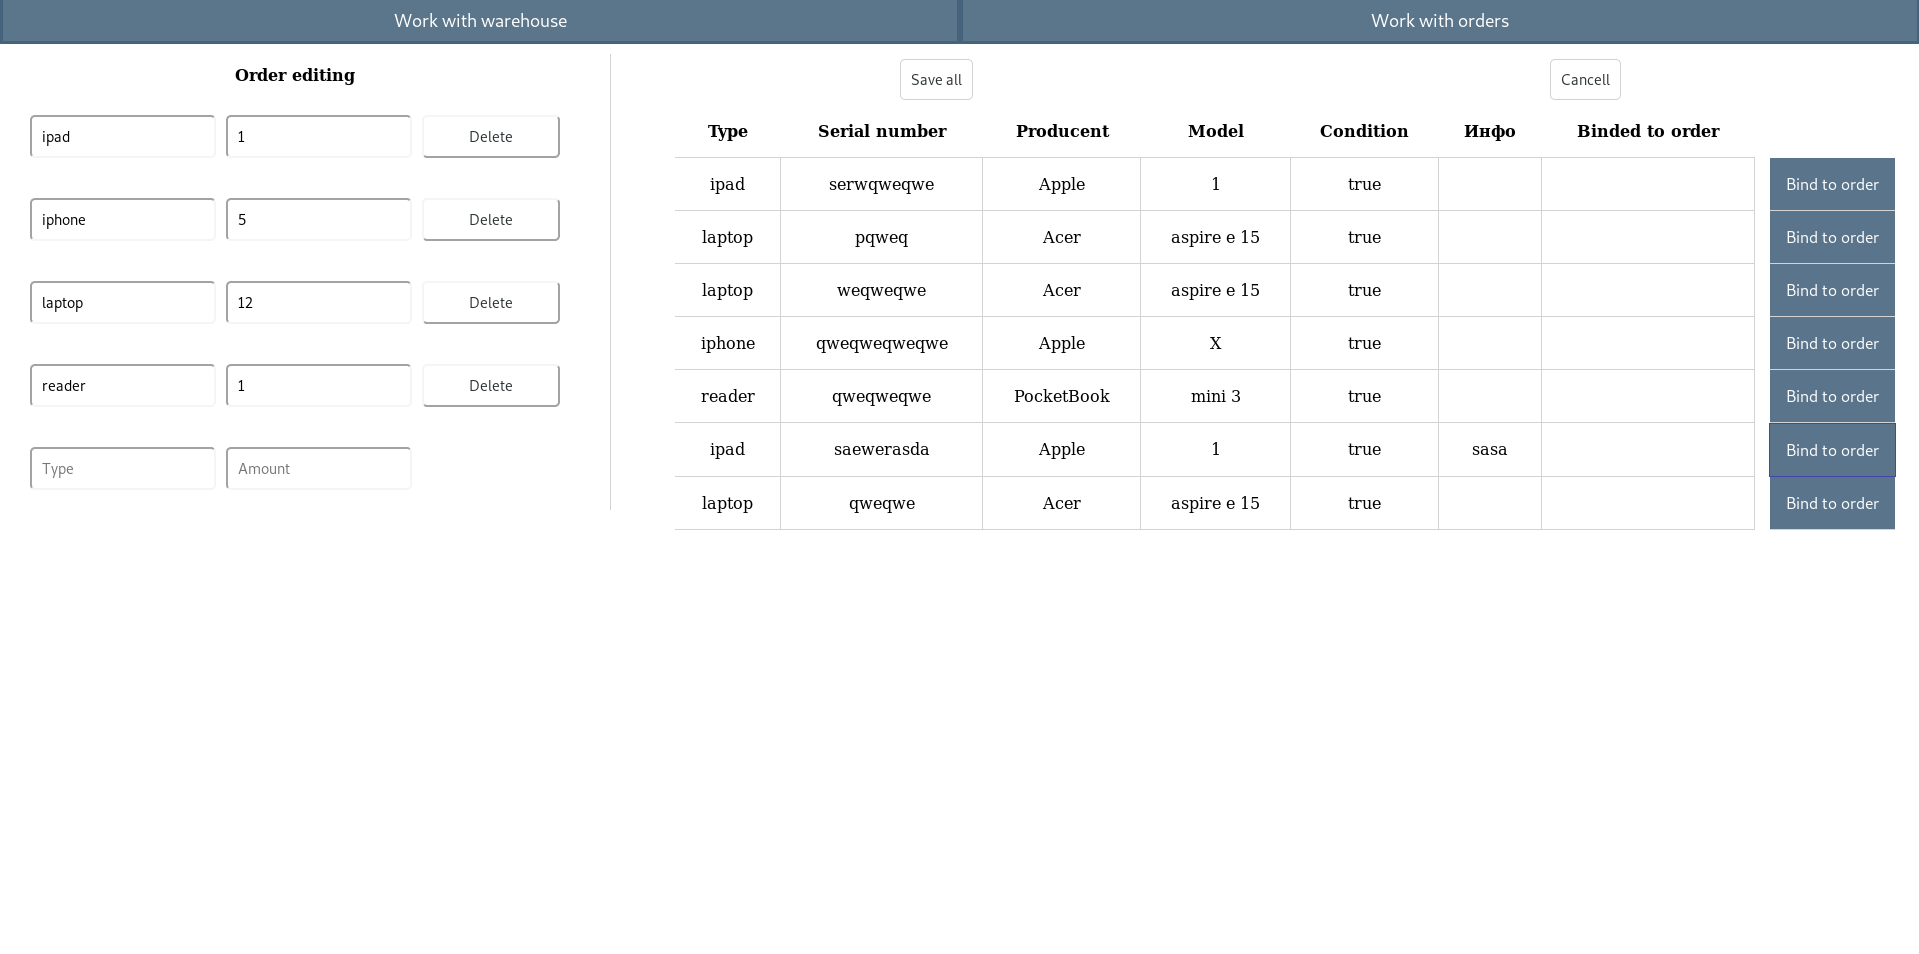 Work with warehouse Work with orders
Order editing
ipad 1 Delete
iphone 5 Delete
laptop 12 Delete
reader 1 Delete
Type Amount
Save all Cancell
Type Serial number Producent Model Condition Инфо Binded to order
ipad serwqweqwe Apple 1 true Bind to order
laptop pqweq Acer aspire e 15 true Bind to order
laptop weqweqwe Acer aspire e 15 true Bind to order
iphone qweqweqweqwe Apple X true Bind to order
reader qweqweqwe PocketBook mini 3 true Bind to order
ipad saewerasda Apple 1 true sasa Bind to order
laptop qweqwe Acer aspire e 15 true Bind to order